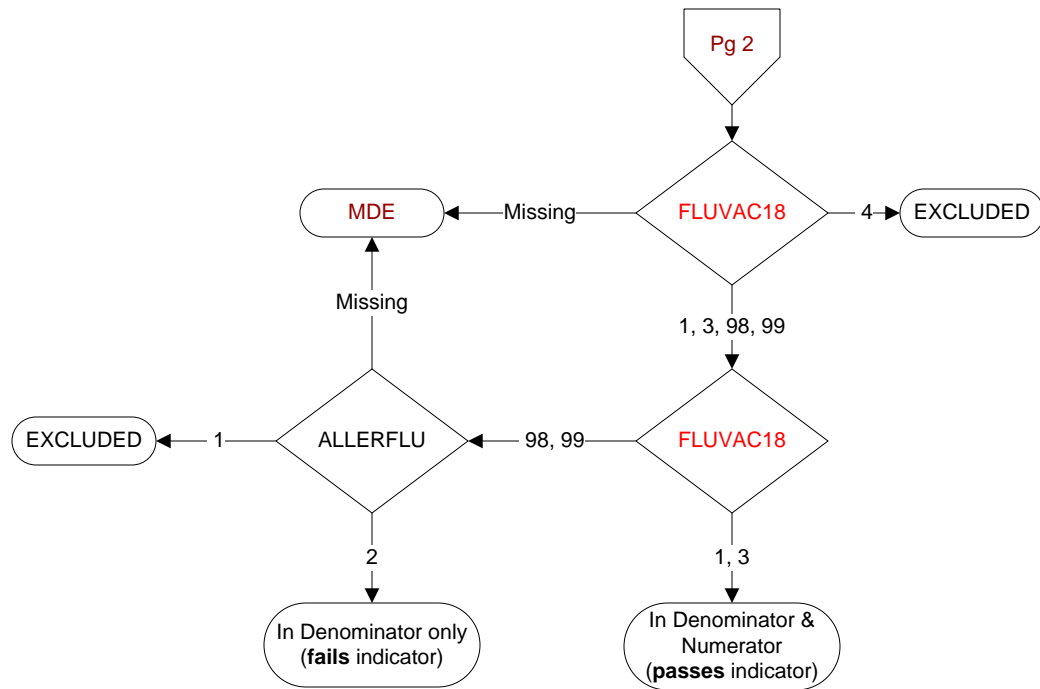 Pg 2
MDE
Missing
FLUVAC18
4
EXCLUDED
Missing
1, 3, 98, 99
EXCLUDED
1
ALLERFLU
98, 99
FLUVAC18
2
1, 3
In Denominator only
(fails indicator)
In Denominator &
Numerator
(passes indicator)